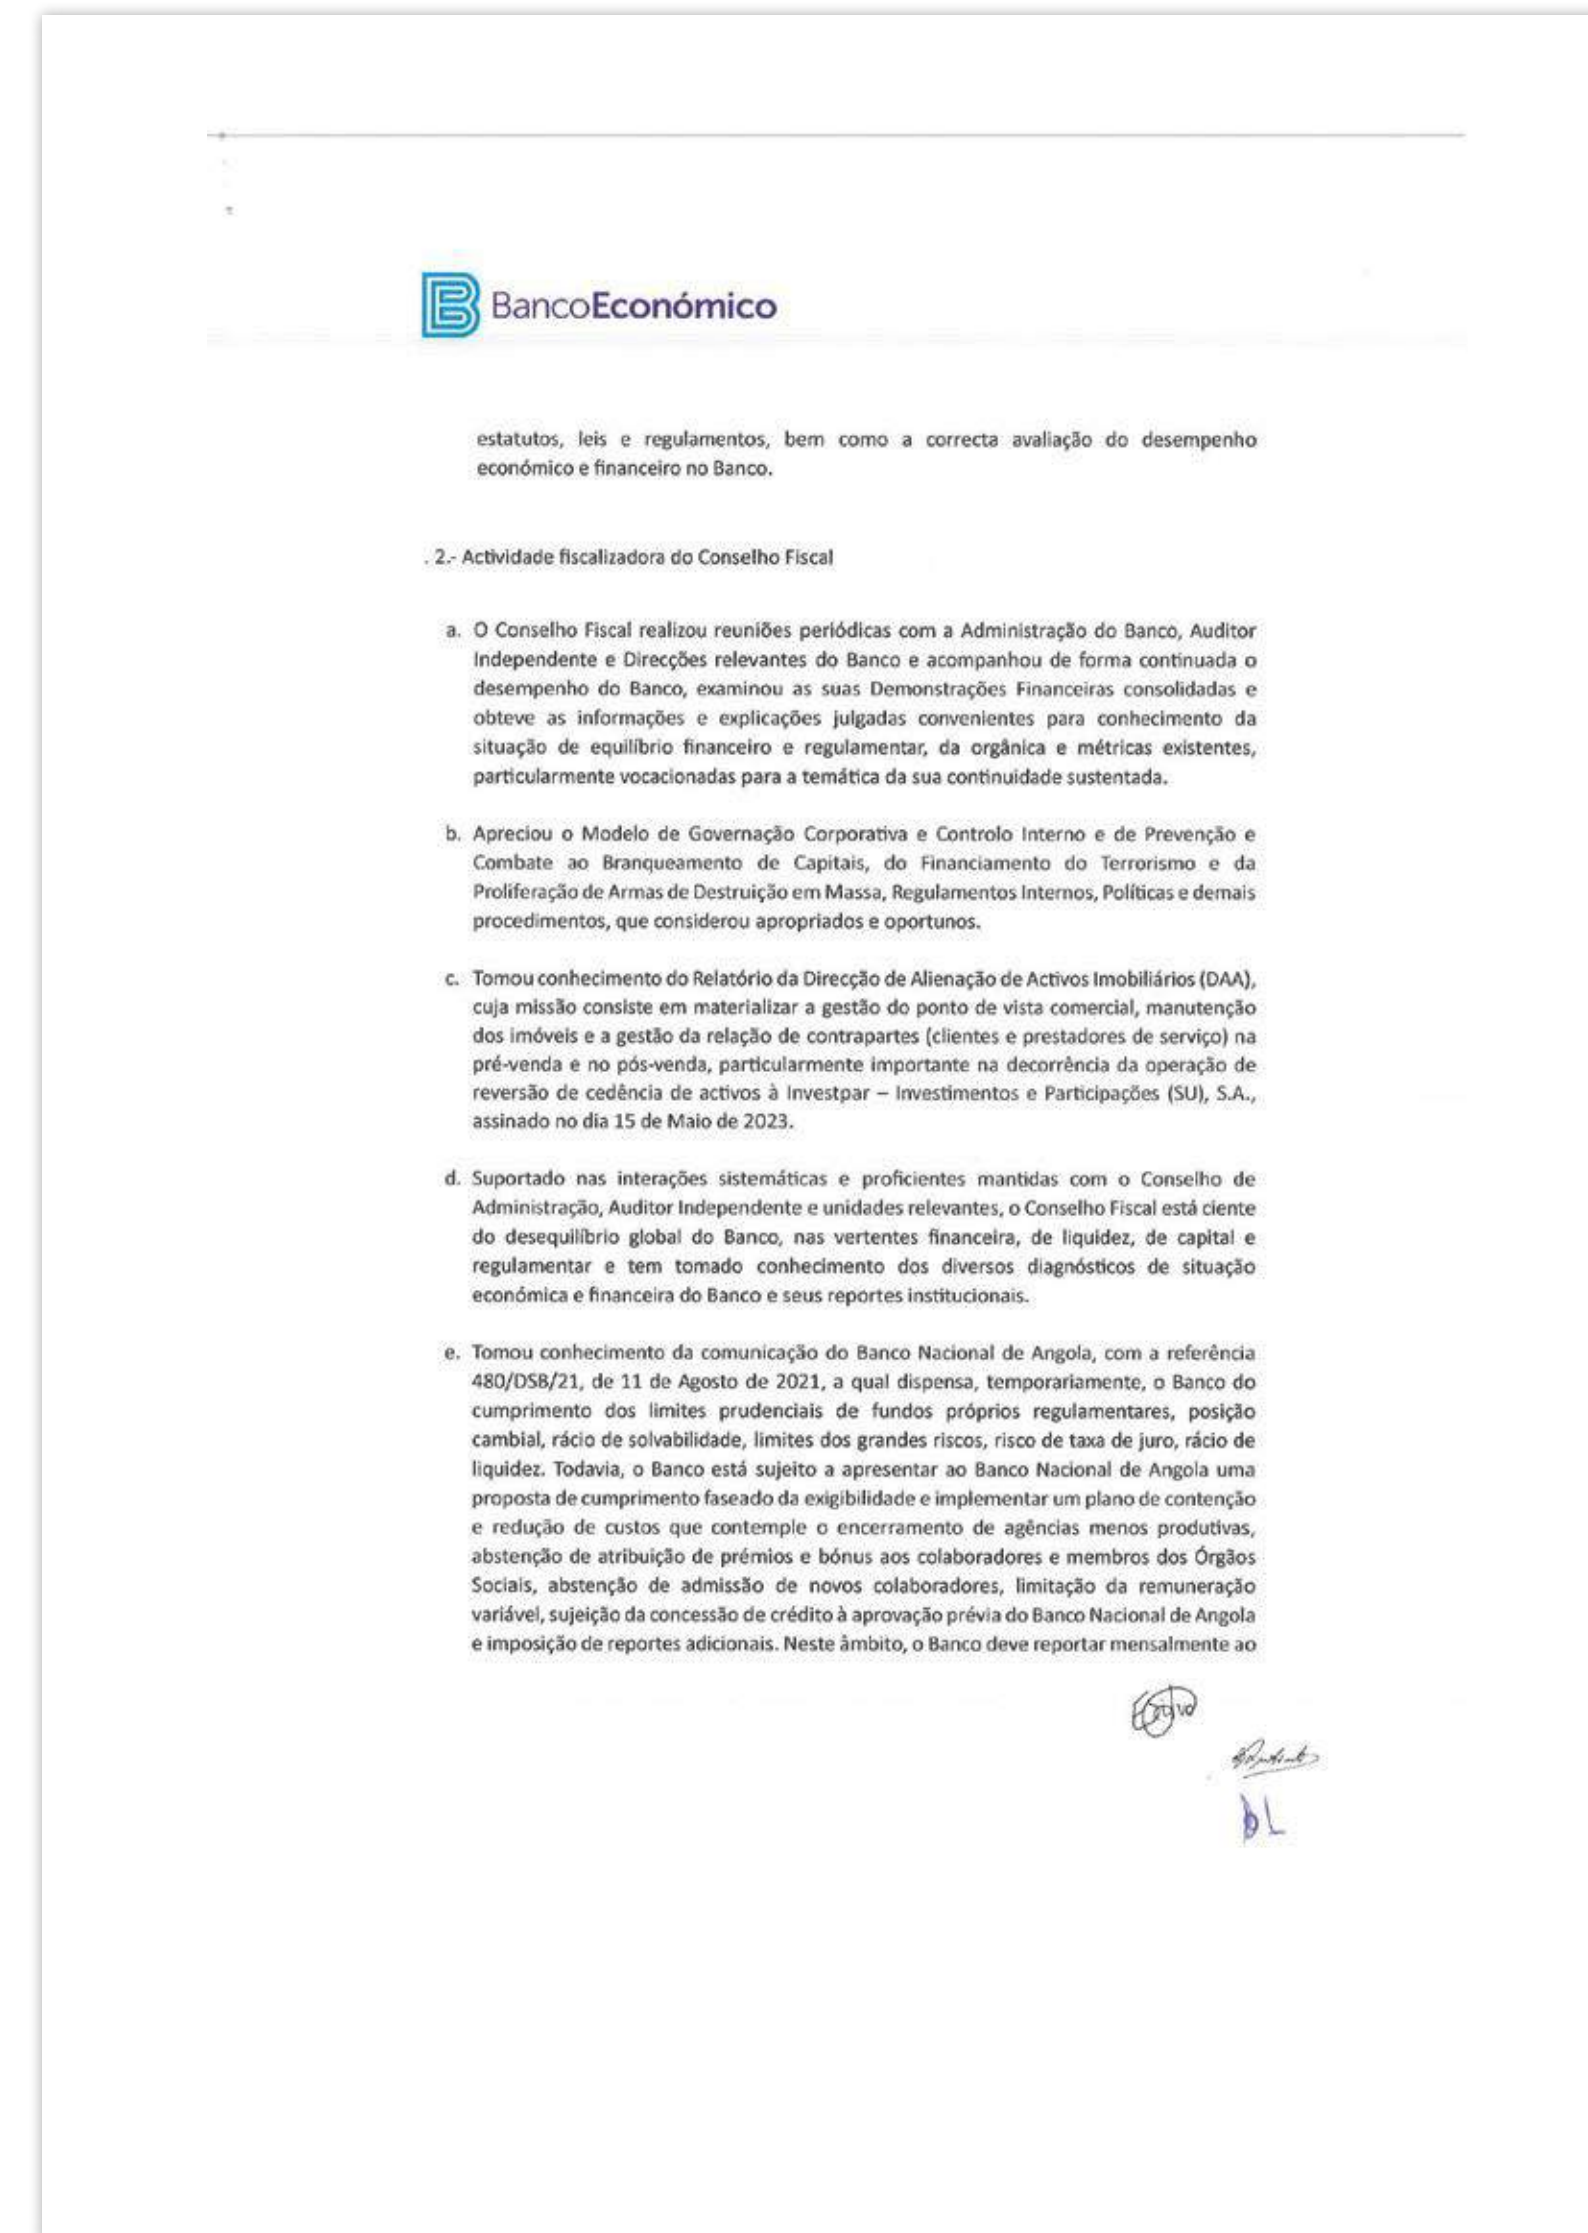 BancoEconómico
estatutos, leis e regulamentos, bem como a correcta avaliação do desempenho
económico e financeiro no Banco.
. 2.- Actividade fiscalizadora do Conselho Fiscal
a. O Conselho Fiscal realizou reuniões periódicas com a Administração do Banco, Auditor
Independente e Direcções relevantes do Banco e acompanhou de forma continuada o
desempenho do Banco, examinou as suas Demonstrações Financeiras consolidadas e
obteve as informações e explicações julgadas convenientes para conhecimento da
situação de equilíbrio financeiro e regulamentar, da orgânica e métricas existentes,
particularmente vocacionadas para a temática da sua continuidade sustentada.
b. Apreciou o Modelo de Governação Corporativa e Controlo Interno e de Prevenção e
Combate ao Branqueamento de Capitais, do Financiamento do Terrorismo e da
Proliferação de Armas de Destruição em Massa, Regulamentos Internos, Políticas e demais
procedimentos, que considerou apropriados e oportunos.
c. Tomou conhecimento do Relatório da Direcção de Alienação de Activos Imobiliários (DAA),
cuja missão consiste em materializar a gestão do ponto de vista comercial, manutenção
dos imóveis e a gestão da relação de contrapartes (clientes e prestadores de serviço) na
pré-venda e no pós-venda, particularmente importante na decorrência da operação de
reversão de cedência de activos à Investpar – Investimentos e Participações (SU), S.A.,
assinado no dia 15 de Maio de 2023.
d. Suportado nas interações sistemáticas e proficientes mantidas com o Conselho de
Administração, Auditor Independente e unidades relevantes, o Conselho Fiscal está ciente
do desequilíbrio global do Banco, nas vertentes financeira, de liquidez, de capital e
regulamentar e tem tomado conhecimento dos diversos diagnósticos de situação
económica e financeira do Banco e seus reportes institucionais.
e. Tomou conhecimento da comunicação do Banco Nacional de Angola, com a referência
480/DSB/21, de 11 de Agosto de 2021, a qual dispensa, temporariamente, o Banco do
cumprimento dos limites prudenciais de fundos próprios regulamentares, posição
cambial, rácio de solvabilidade, limites dos grandes riscos, risco de taxa de juro, rácio de
liquidez. Todavia, o Banco está sujeito a apresentar ao Banco Nacional de Angola uma
proposta de cumprimento faseado da exigibilidade e implementar um plano de contenção
e redução de custos que contemple o encerramento de agências menos produtivas,
abstenção de atribuição de prémios e bónus aos colaboradores e membros dos Órgãos
Sociais, abstenção de admissão de novos colaboradores, limitação da remuneração
variável, sujeição da concessão de crédito à aprovação prévia do Banco Nacional de Angola
e imposição de reportes adicionais. Neste âmbito, o Banco deve reportar mensalmente ao